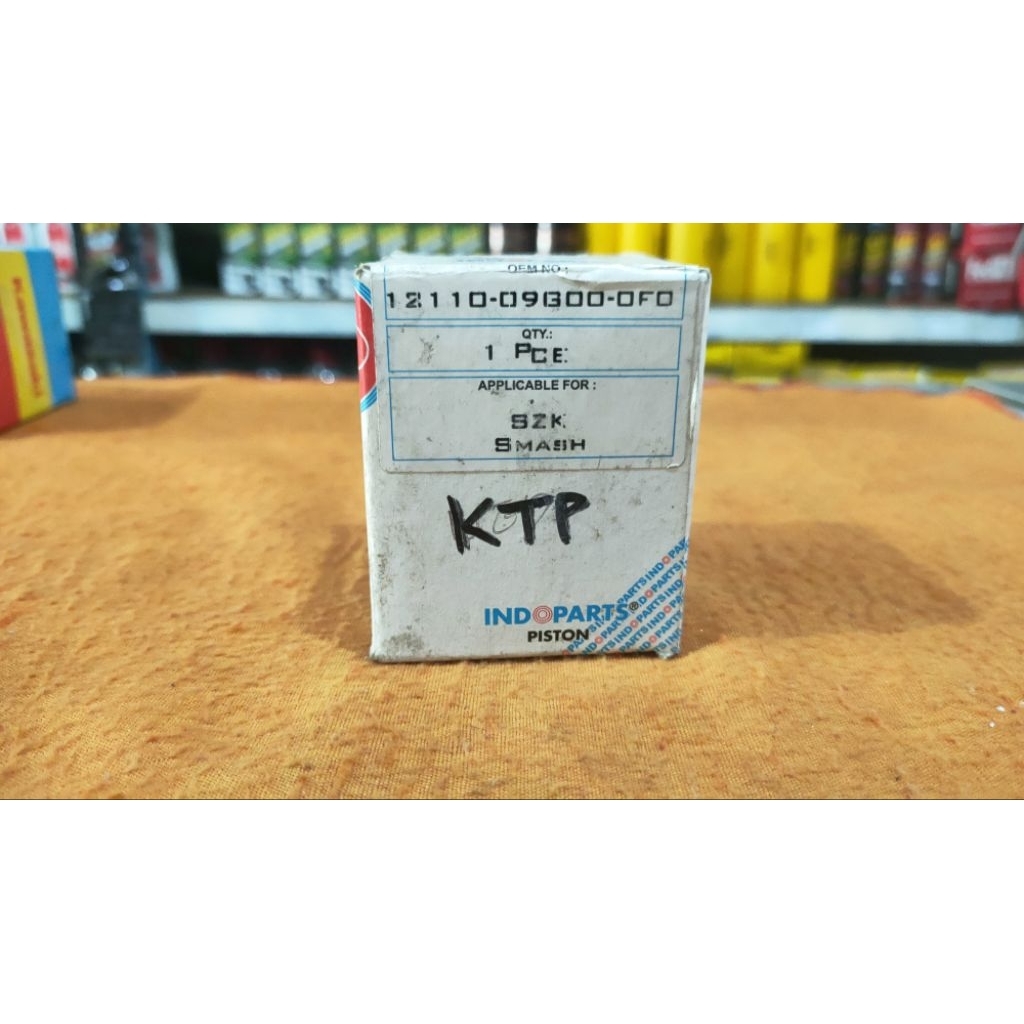 OEM NO :
12110-09G00-0F0
QTY.:
1 PCE
APPLICABLE FOR :
SZK
SMASH
KTP
INDOPARTS®
PISTON